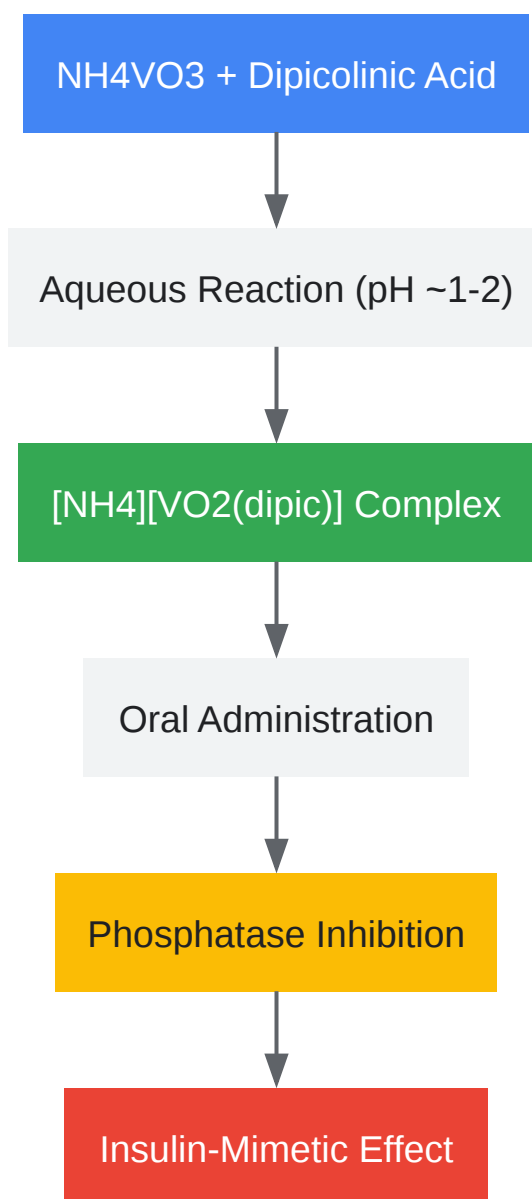 NH4VO3 + Dipicolinic Acid
Aqueous Reaction (pH ~1-2)
[NH4][VO2(dipic)] Complex
Oral Administration
Phosphatase Inhibition
Insulin-Mimetic Effect